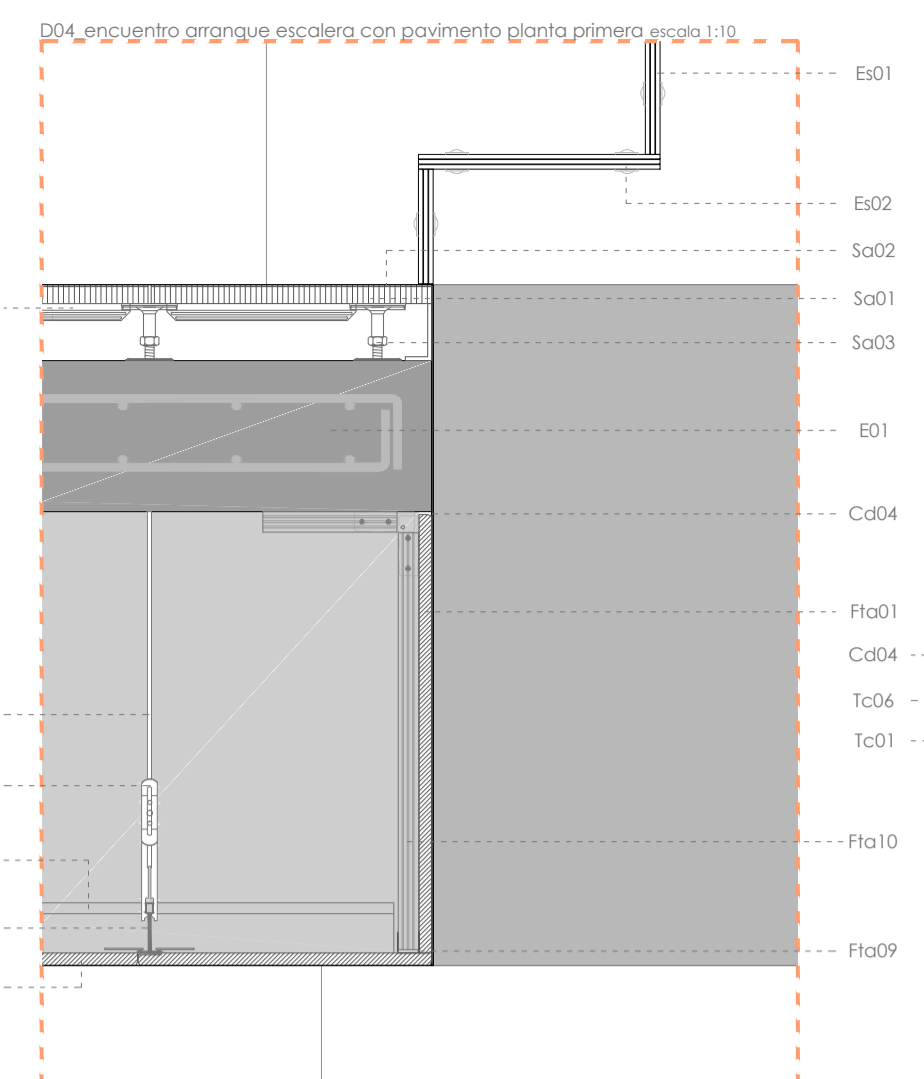 D04_encuentro arranque escalera con pavimento planta primera escala 1:10
Es01
Es02
Sa02
Sa01
Sa03
E01
Cd04
Fta01
Cd04
Tc06
Tc01
Fta10
Fta09